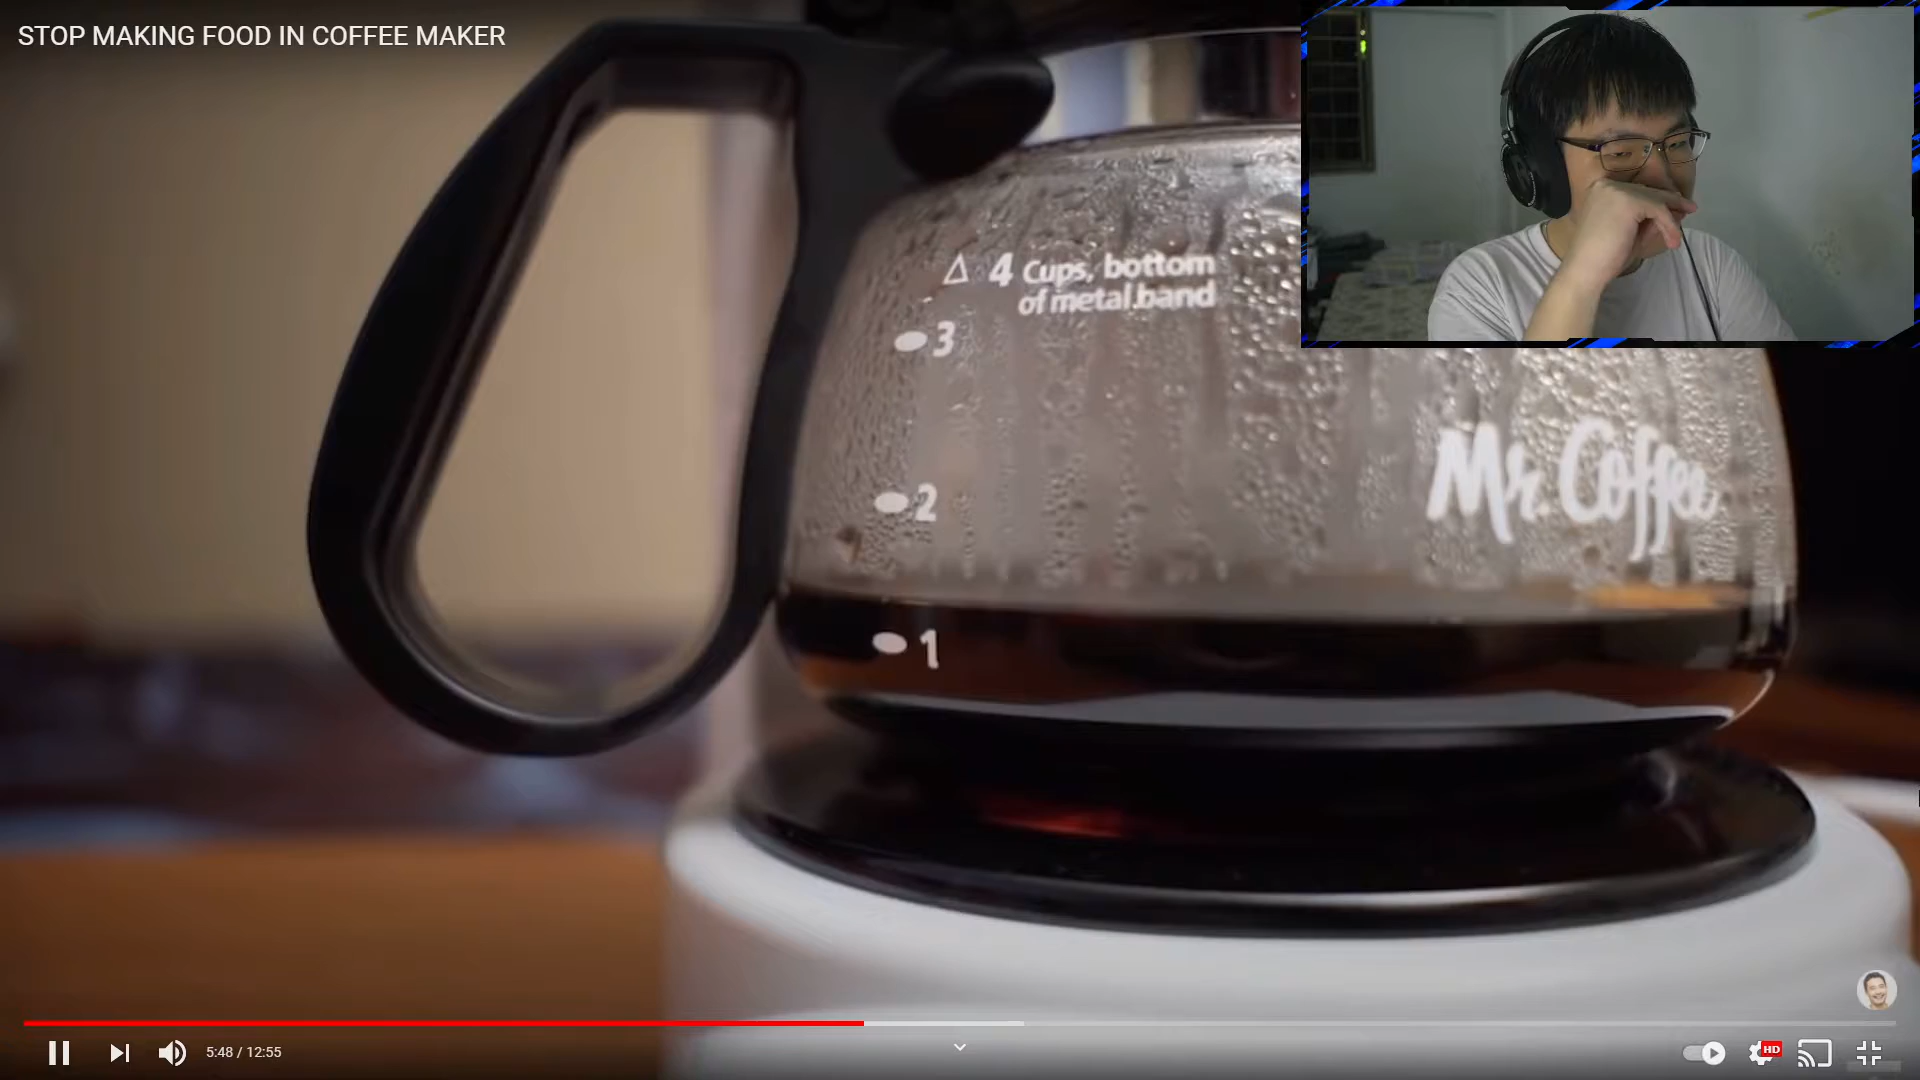 STOP MAKING FOOD IN COFFEE MAKER
4 Cups, bottom
of metal band
3
2
Mr. Coffee
1
5:48 / 12:55
HD